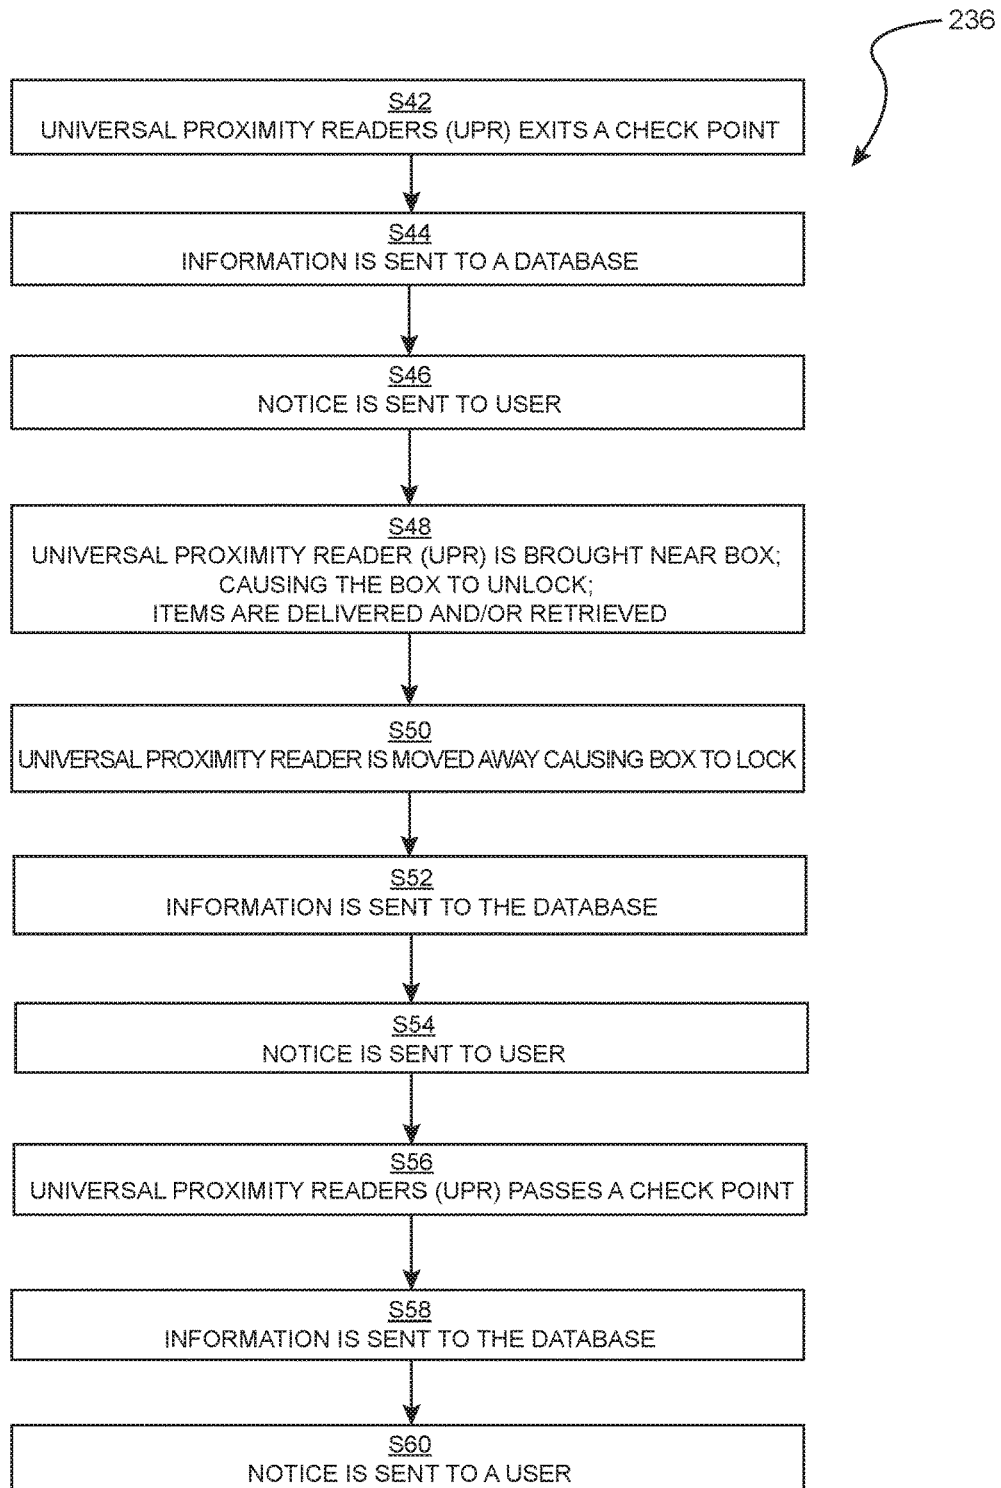 236
S42
UNIVERSAL PROXIMITY READERS (UPR) EXITS A CHECK POINT
S44
INFORMATION IS SENT TO A DATABASE
S46
NOTICE IS SENT TO USER
S48
UNIVERSAL PROXIMITY READER (UPR) IS BROUGHT NEAR BOX;
CAUSING THE BOX TO UNLOCK;
ITEMS ARE DELIVERED AND/OR RETRIEVED
S50
UNIVERSAL PROXIMITY READER IS MOVED AWAY CAUSING BOX TO LOCK
S52
INFORMATION IS SENT TO THE DATABASE
S54
NOTICE IS SENT TO USER
S56
UNIVERSAL PROXIMITY READERS (UPR) PASSES A CHECK POINT
S58
INFORMATION IS SENT TO THE DATABASE
S60
NOTICE IS SENT TO A USER